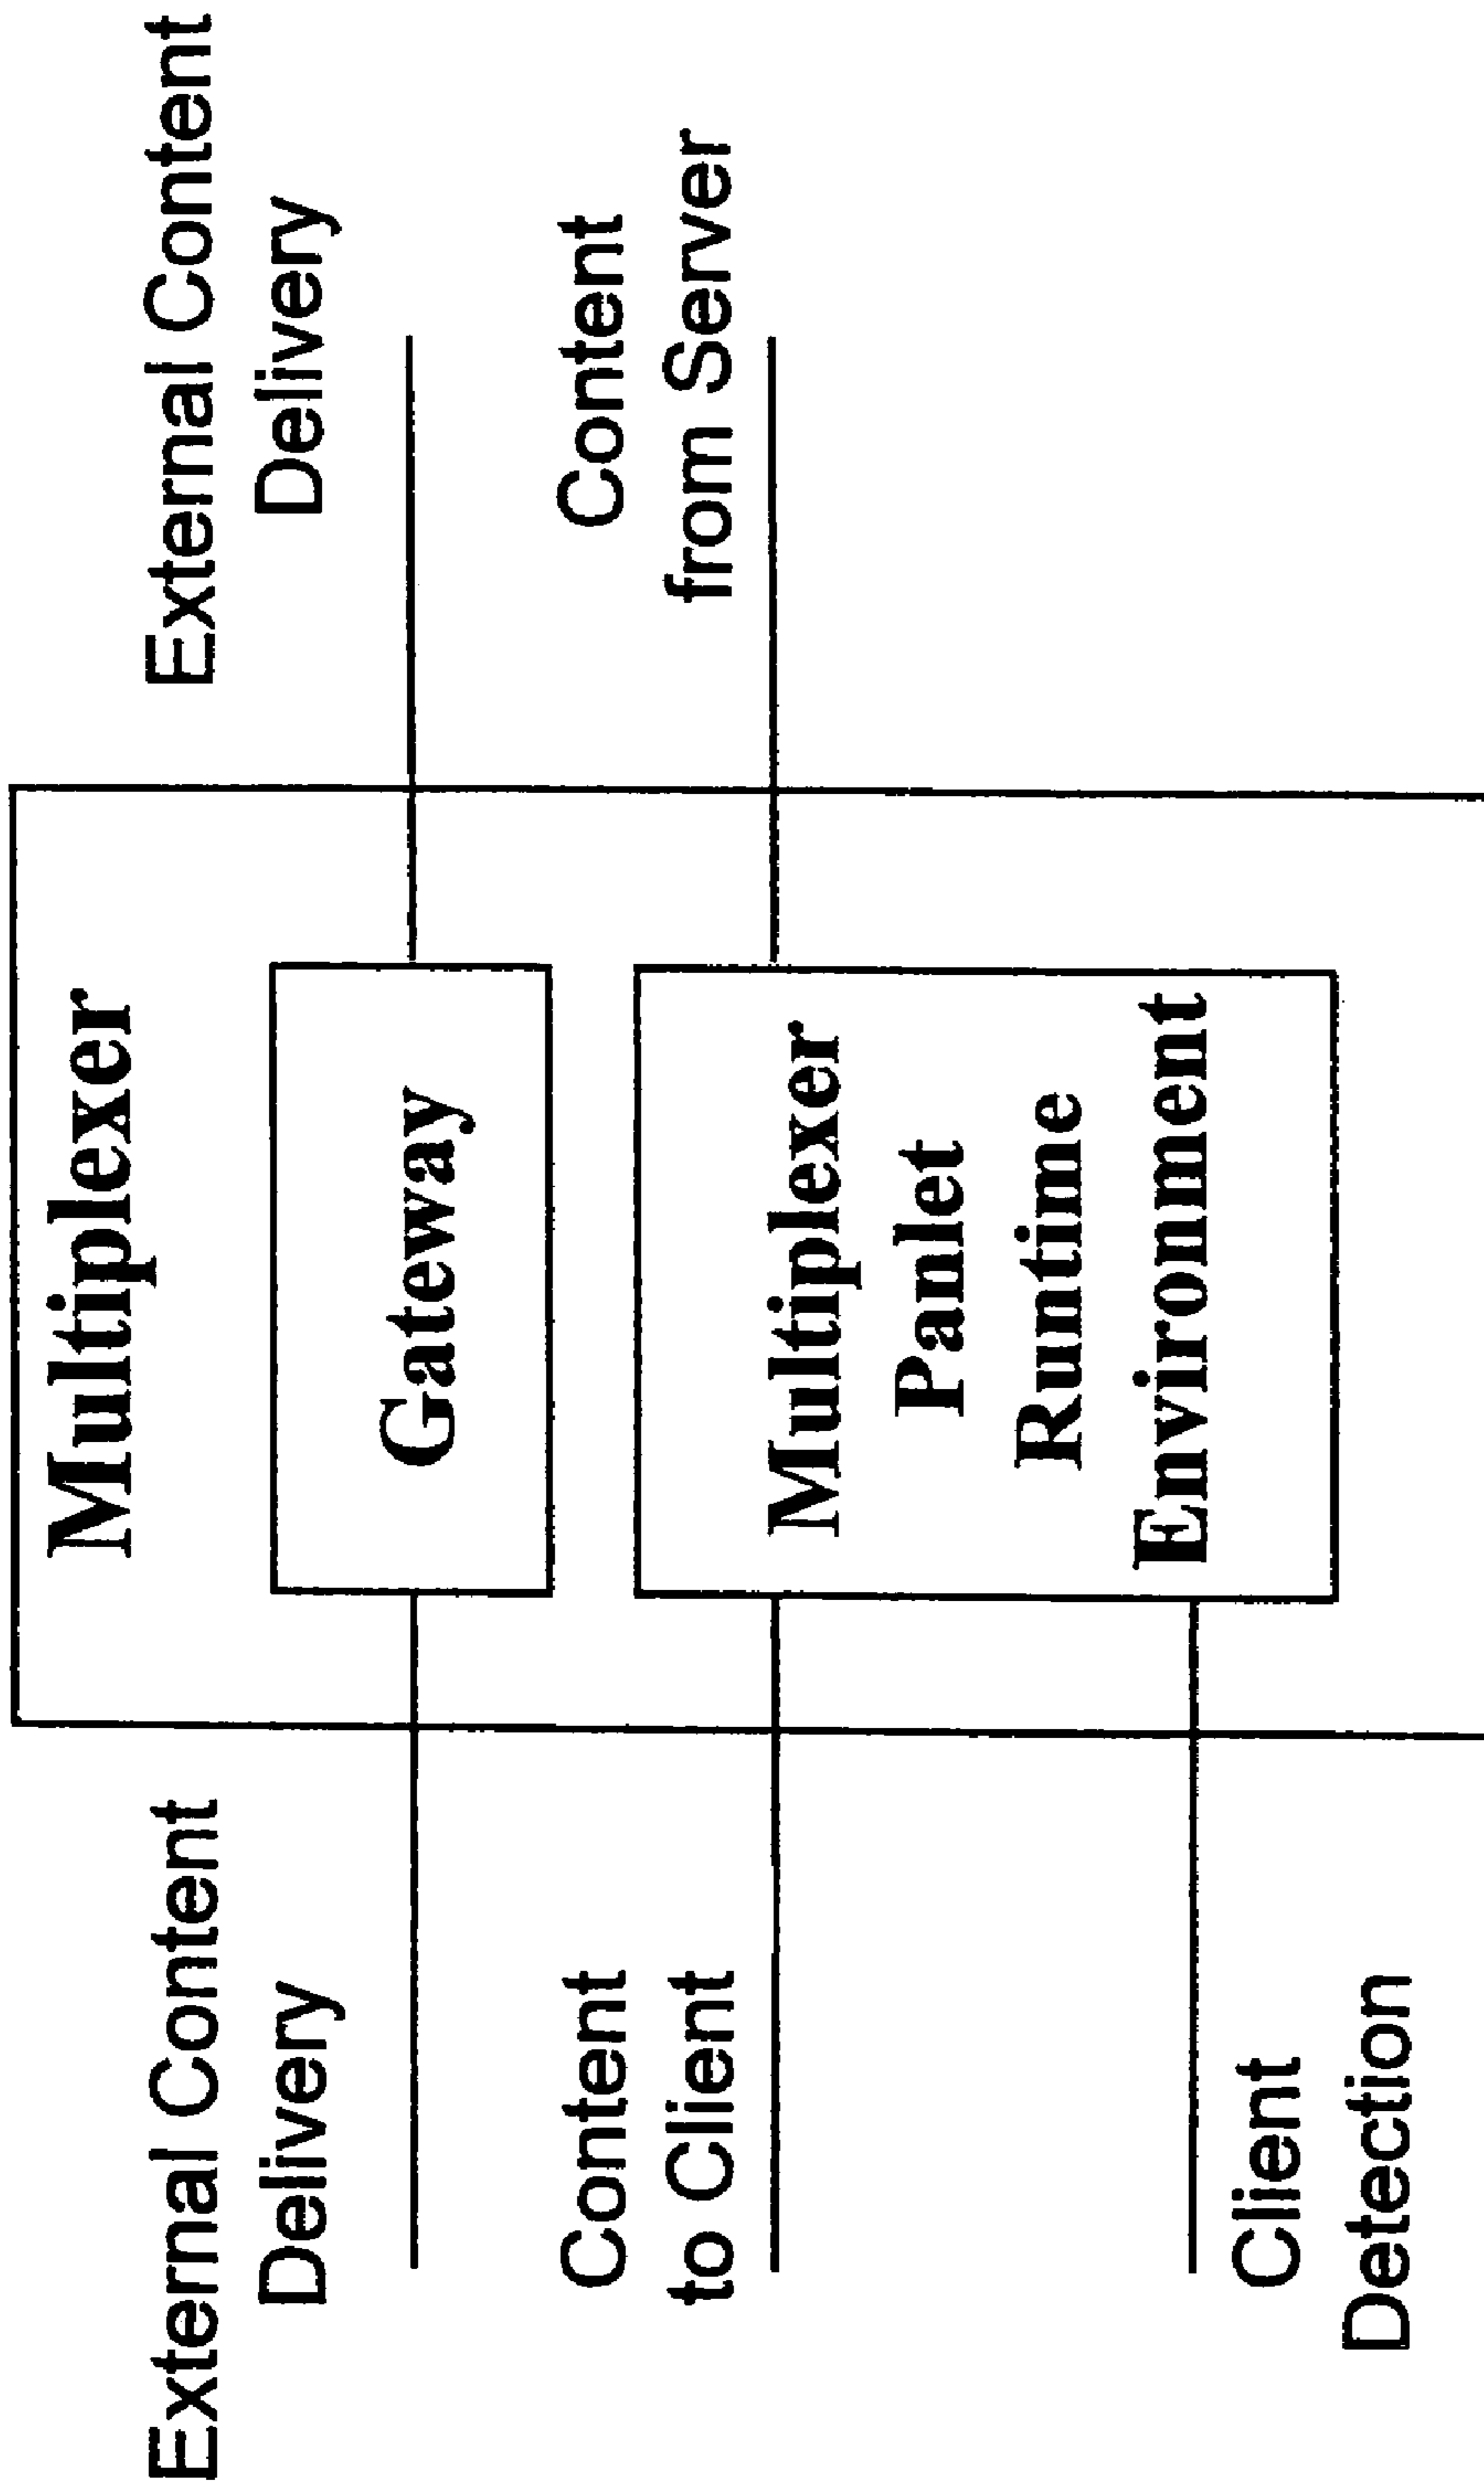 Multiplexer
External Content
Delivery
Gateway
External Content
Delivery
Content
to Client
Multiplexer
Panlet
Runtime
Environment
Content
from Server
Client
Detection